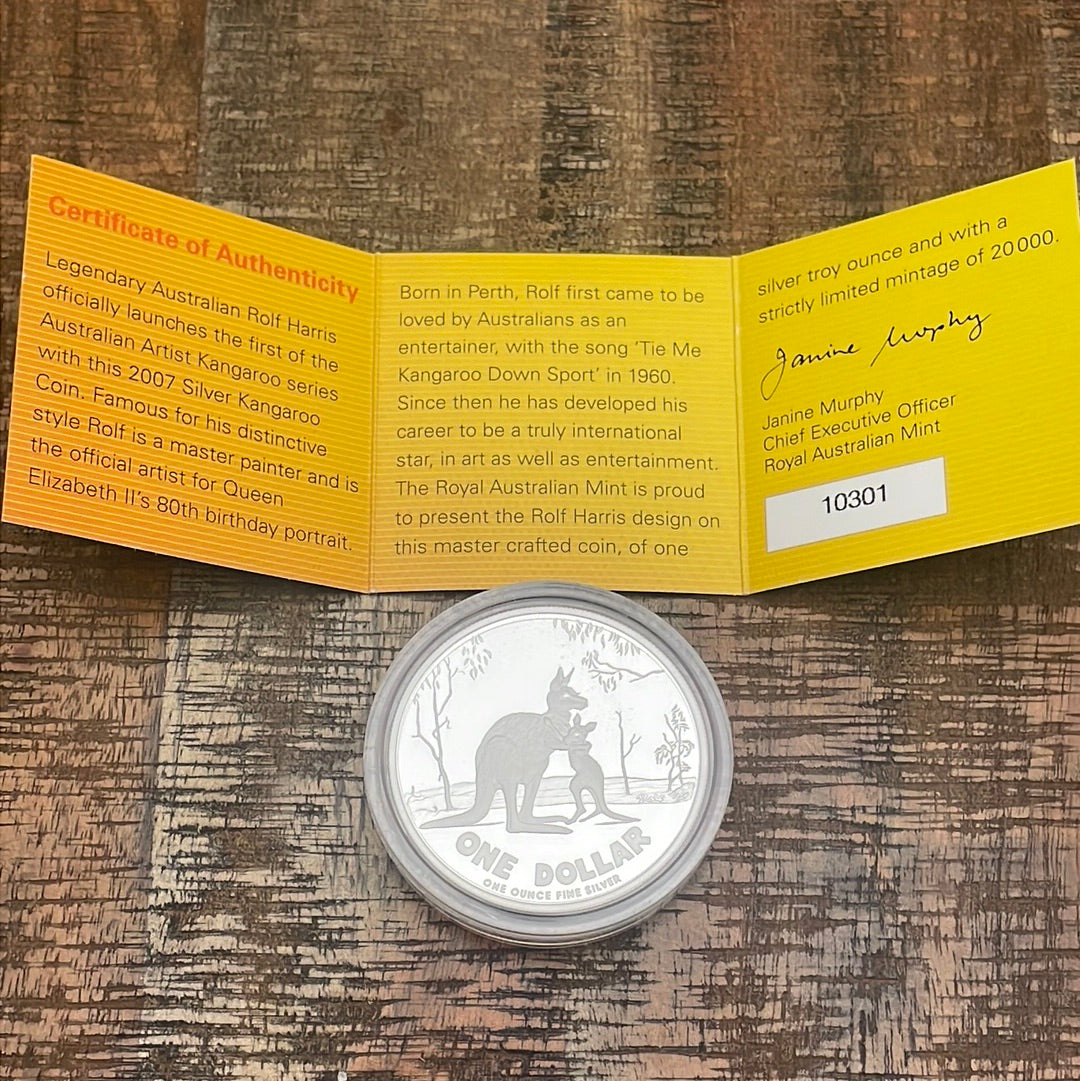 Certificate of Authenticity
Legendary Australian Rolf Harris
officially launches the first of the
Australian Artist Kangaroo series
with this 2007 Silver Kangaroo
Coin. Famous for his distinctive
style Rolf is a master painter and is
the official artist for Queen
Elizabeth II's 80th birthday portrait.
Born in Perth, Rolf first came to be
loved by Australians as an
entertainer, with the song 'Tie Me
Kangaroo Down Sport' in 1960.
Since then he has developed his
career to be a truly international
star, in art as well as entertainment.
The Royal Australian Mint is proud
to present the Rolf Harris design on
this master crafted coin, of one
silver troy ounce and with a
strictly limited mintage of 20000.
Janine Murphy
Janine Murphy
Chief Executive Officer
Royal Australian Mint
10301
ONE DOLLAR
ONE OUNCE FINE SILVER